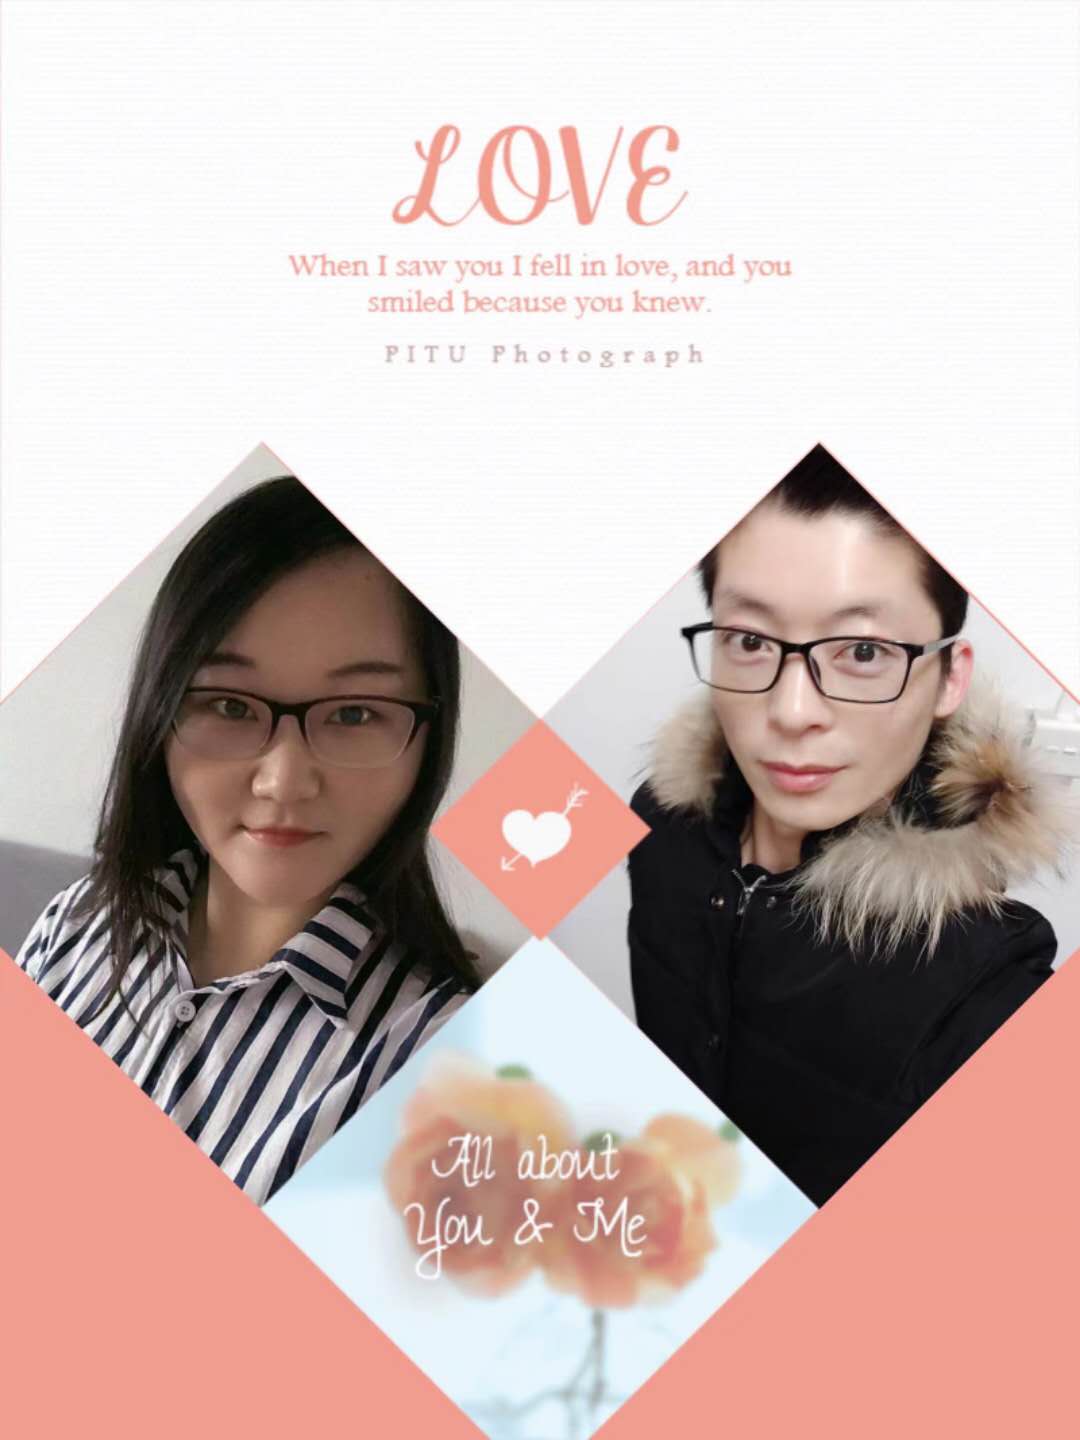 LOVE
When I saw you I fell in love, and you
smiled because you knew.
PITU Photograph
All about
You & Me